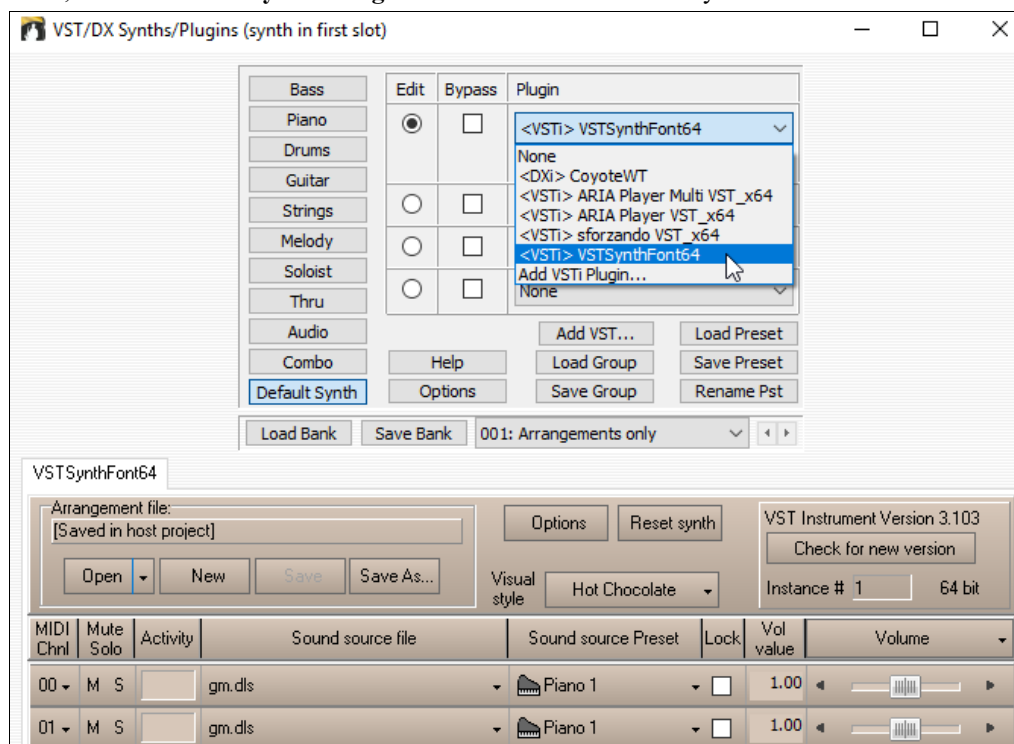 VST/DX Synths/Plugins (synth in first slot)
Bass Edit Bypass Plugin
Piano <VSTi> VSTSynthFont64
Drums None
<DXi> CoyoteWT
Guitar <VSTi> ARIA Player Multi VST_x64
Strings <VSTi> ARIA Player VST_x64
<VSTi> sforzando VST_x64
Melody <VSTi> VSTSynthFont64
Soloist Add VSTi Plugin...
Thru None
Audio Add VST... Load Preset
Combo Help Load Group Save Preset
Default Synth Options Save Group Rename Pst
Load Bank Save Bank 001: Arrangements only
VSTSynthFont64
Arrangement file:
[Saved in host project] Options Reset synth VST Instrument Version 3.103
Check for new version
Open New Save Save As... Visual style Hot Chocolate Instance # 1 64 bit
MIDI Chnl Mute Solo Activity Sound source file Sound source Preset Lock Vol value Volume
00 M S gm.dls Piano 1 1.00
01 M S gm.dls Piano 1 1.00